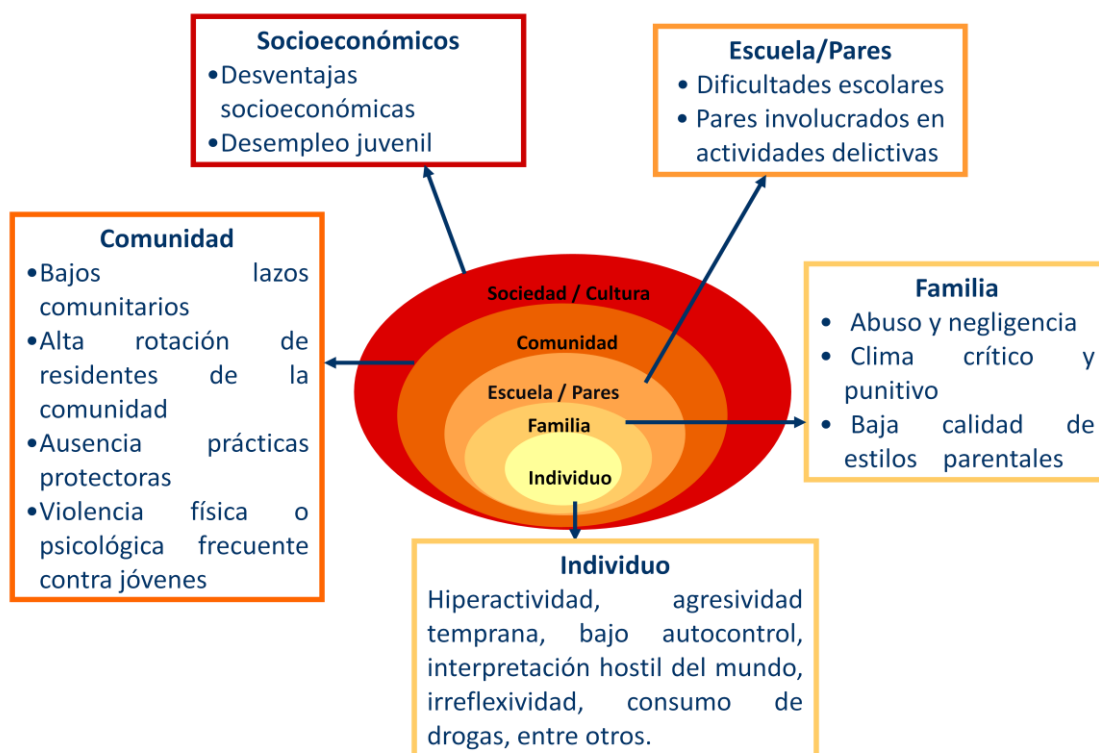 Socioeconómicos
•Desventajas
socioeconómicas
•Desempleo juvenil
Escuela/Pares
• Dificultades escolares
• Pares involucrados en
actividades delictivas
Comunidad
•Bajos lazos
comunitarios
•Alta rotación de
residentes de la
comunidad
•Ausencia prácticas
protectoras
•Violencia física o
psicológica frecuente
contra jóvenes
Sociedad / Cultura
Comunidad
Escuela / Pares
Familia
Individuo
Familia
• Abuso y negligencia
• Clima crítico y
punitivo
• Baja calidad de
estilos parentales
Individuo
Hiperactividad, agresividad
temprana, bajo autocontrol,
interpretación hostil del mundo,
irreflexividad, consumo de
drogas, entre otros.